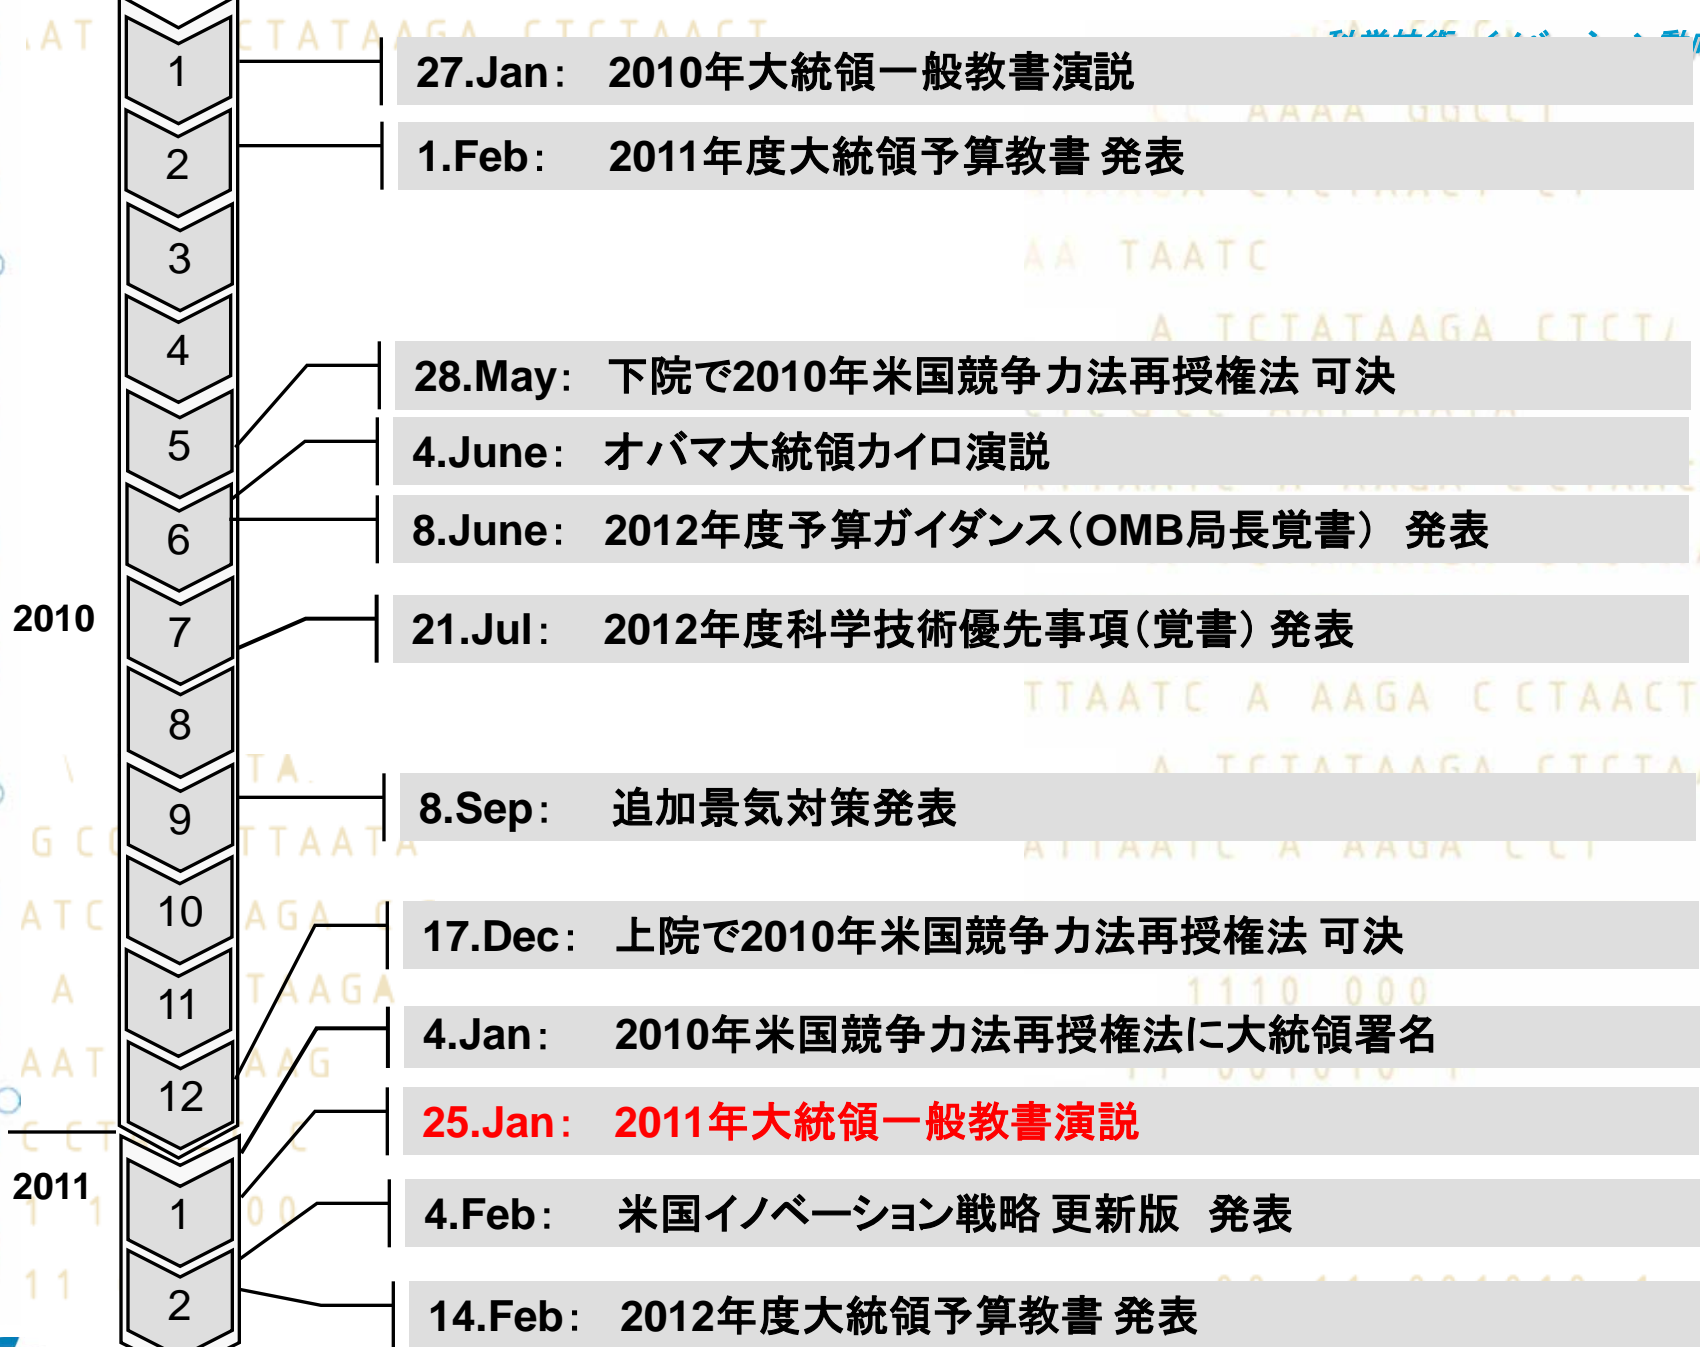 1
27.Jan： 2010年大統領一般教書演説
2
1.Feb： 2011年度大統領予算教書 発表
3
4
28.May： 下院で2010年米国競争力法再授権法 可決
5
4.June： オバマ大統領カイロ演説
6
8.June： 2012年度予算ガイダンス（OMB局長覚書） 発表
2010
7
21.Jul： 2012年度科学技術優先事項（覚書） 発表
8
9
8.Sep： 追加景気対策発表
10
17.Dec： 上院で2010年米国競争力法再授権法 可決
11
4.Jan： 2010年米国競争力法再授権法に大統領署名
12
25.Jan： 2011年大統領一般教書演説
2011
1
4.Feb： 米国イノベーション戦略 更新版 発表
2
14.Feb： 2012年度大統領予算教書 発表
AA TAATC
A TCTATAAGA CTCT
TTAATC A AAGA C CTAACT
1110 000